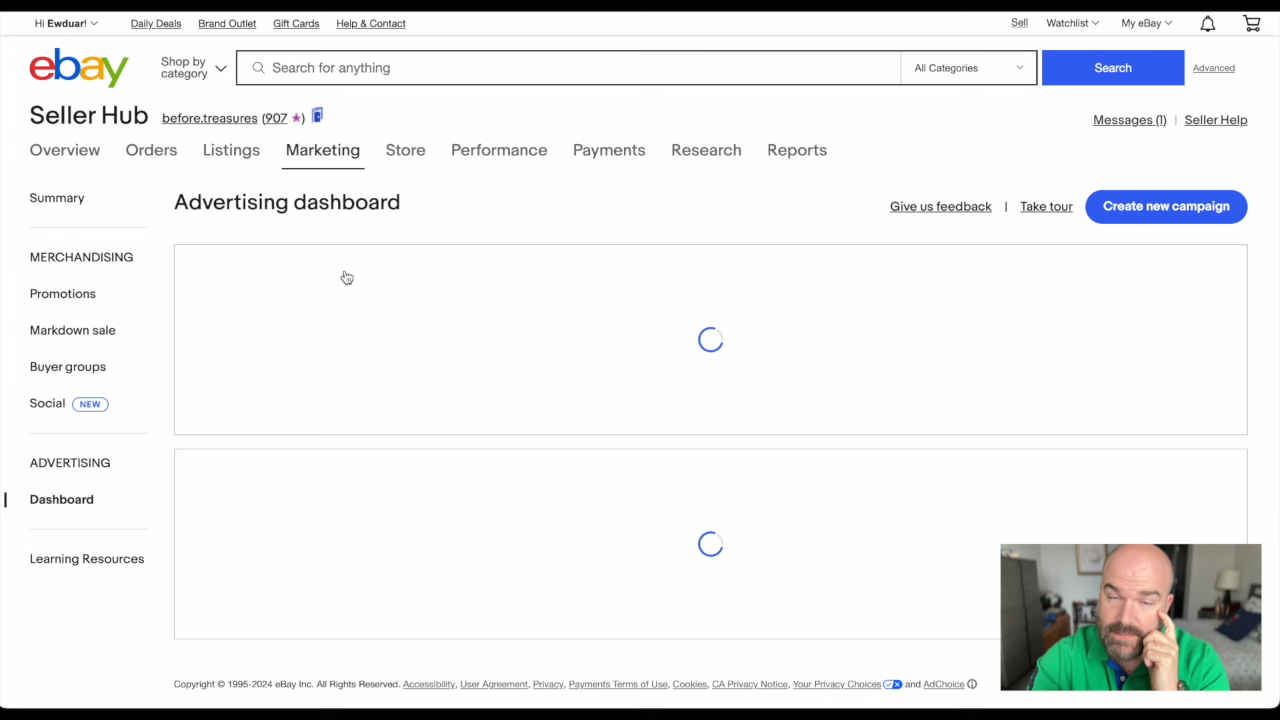 Hi Ewduar!
Daily Deals
Brand Outlet
Gift Cards
Help & Contact
Sell
Watchlist
My eBay
ebay
Shop by
category
Search for anything
All Categories
Search
Advanced
Seller Hub
before.treasures (907 )
Messages (1) | Seller Help
Overview
Orders
Listings
Marketing
Store
Performance
Payments
Research
Reports
Summary
MERCHANDISING
Promotions
Markdown sale
Buyer groups
Social NEW
ADVERTISING
Dashboard
Learning Resources
Advertising dashboard
Give us feedback | Take tour
Create new campaign
Copyright © 1995-2024 eBay Inc. All Rights Reserved. Accessibility, User Agreement, Privacy, Payments Terms of Use, Cookies, CA Privacy Notice, Your Privacy Choices and AdChoice